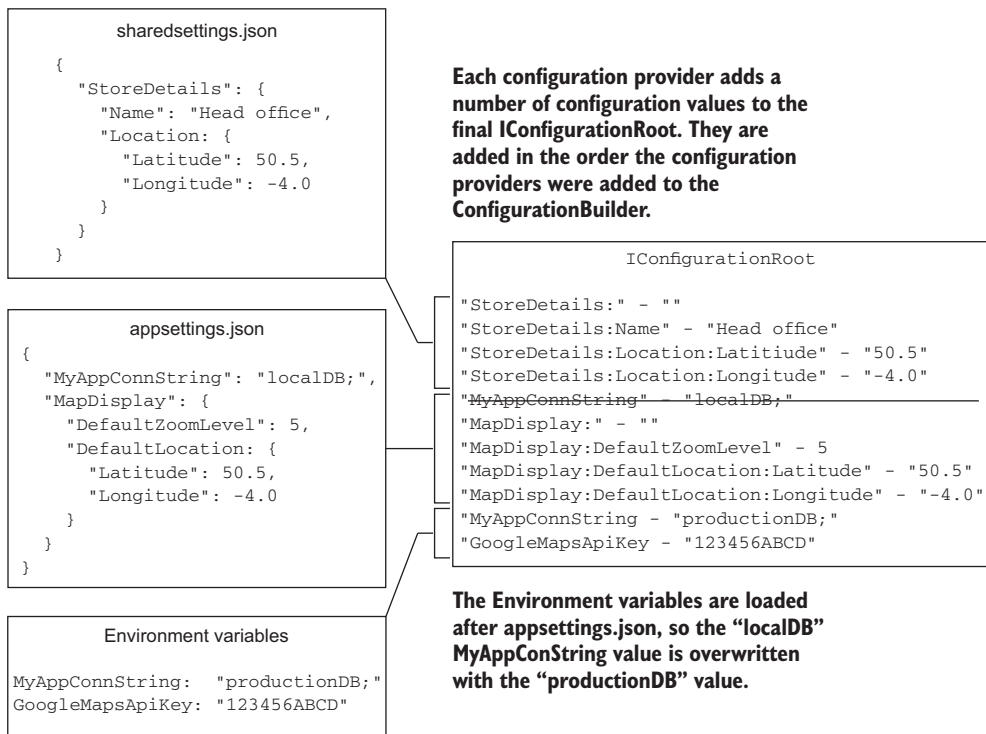 sharedsettings.json
{
"StoreDetails": {
"Name": "Head office",
"Location: {
"Latitude": 50.5,
"Longitude": -4.0
}
}
}
Each configuration provider adds a
number of configuration values to the
final IConfigurationRoot. They are
added in the order the configuration
providers were added to the
ConfigurationBuilder.
appsettings.json
{
"MyAppConnString": "localDB;",
"MapDisplay": {
"DefaultZoomLevel": 5,
"DefaultLocation: {
"Latitude": 50.5,
"Longitude": -4.0
}
}
}
IConfigurationRoot
"StoreDetails:" - ""
"StoreDetails:Name" - "Head office"
"StoreDetails:Location:Latitiude" - "50.5"
"StoreDetails:Location:Longitude" - "-4.0"
"MyAppConnString" - "localDB;"
"MapDisplay:" - ""
"MapDisplay:DefaultZoomLevel" - 5
"MapDisplay:DefaultLocation:Latitude" - "50.5"
"MapDisplay:DefaultLocation:Longitude" - "-4.0"
"MyAppConnString - "productionDB;"
"GoogleMapsApiKey - "123456ABCD"
Environment variables
MyAppConnString: "productionDB;"
GoogleMapsApiKey: "123456ABCD"
The Environment variables are loaded
after appsettings.json, so the “localDB”
MyAppConString value is overwritten
with the “productionDB” value.